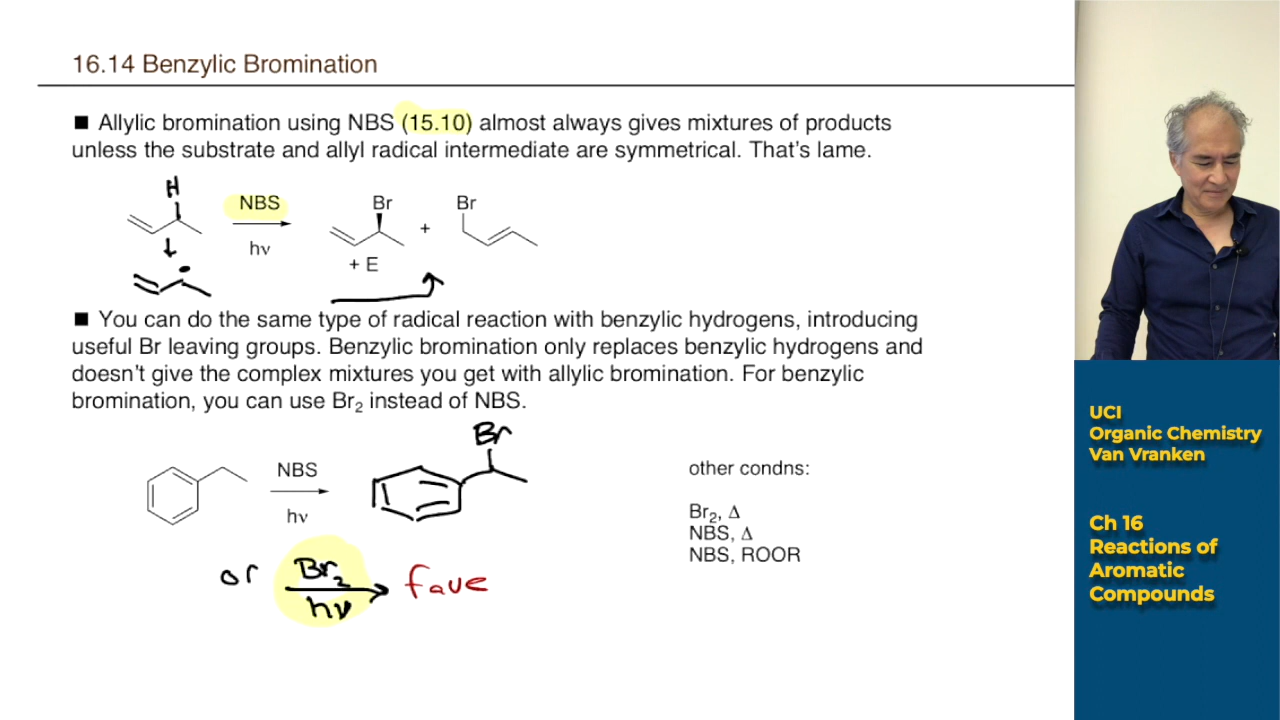 16.14 Benzylic Bromination
■ Allylic bromination using NBS (15.10) almost always gives mixtures of products
unless the substrate and allyl radical intermediate are symmetrical. That's lame.
H
NBS
hν
Br
+ E
+
Br
■ You can do the same type of radical reaction with benzylic hydrogens, introducing
useful Br leaving groups. Benzylic bromination only replaces benzylic hydrogens and
doesn't give the complex mixtures you get with allylic bromination. For benzylic
bromination, you can use Br₂ instead of NBS.
NBS
hν
Br
or
Br₂
hν
fave
other condns:
Br₂, Δ
NBS, Δ
NBS, ROOR
UCI
Organic Chemistry
Van Vranken
Ch 16
Reactions of
Aromatic
Compounds